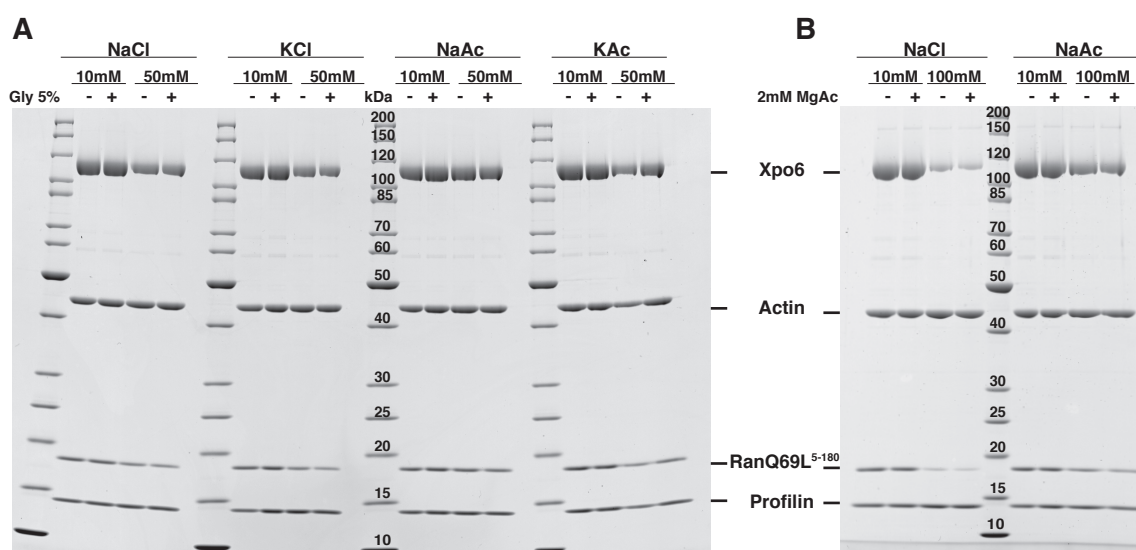 A B
NaCl KCl NaAc KAc NaCl NaAc
10mM 50mM 10mM 50mM 10mM 50mM 10mM 50mM 10mM 100mM 10mM 100mM
Gly 5% - + - + - + - + kDa - + - + - + - + 2mM MgAc - + - + - + - +
200 200
150 150
120 Xpo6 120
100 100
85 85
70 70
60 60
50 50
Actin
40 40
30 30
25 25
20 RanQ69L5-180 20
15 Profilin 15
10 10